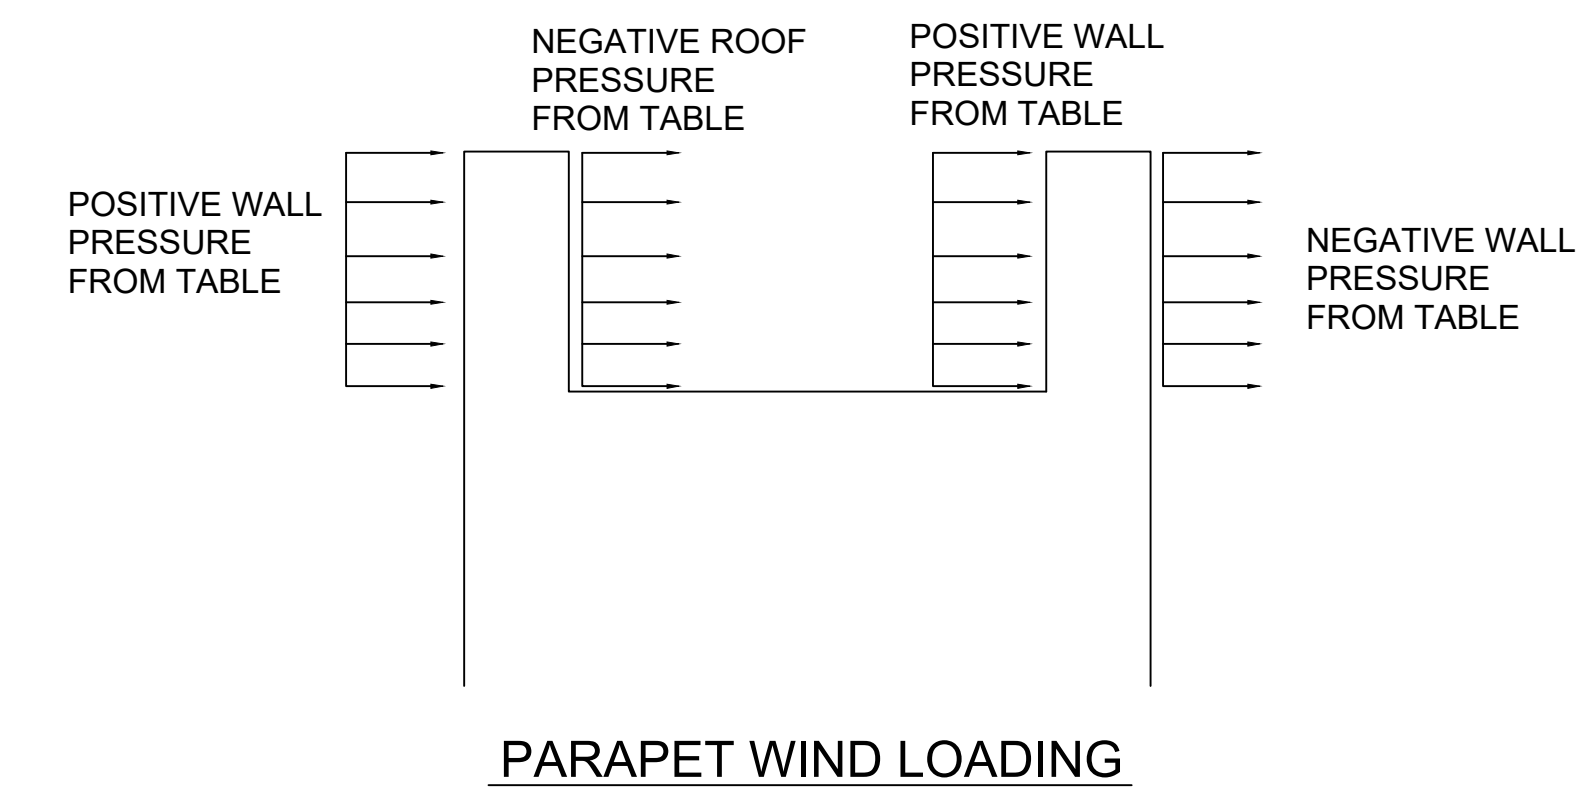 NEGATIVE ROOF
PRESSURE
FROM TABLE
POSITIVE WALL
PRESSURE
FROM TABLE
POSITIVE WALL
PRESSURE
FROM TABLE
NEGATIVE WALL
PRESSURE
FROM TABLE
PARAPET WIND LOADING